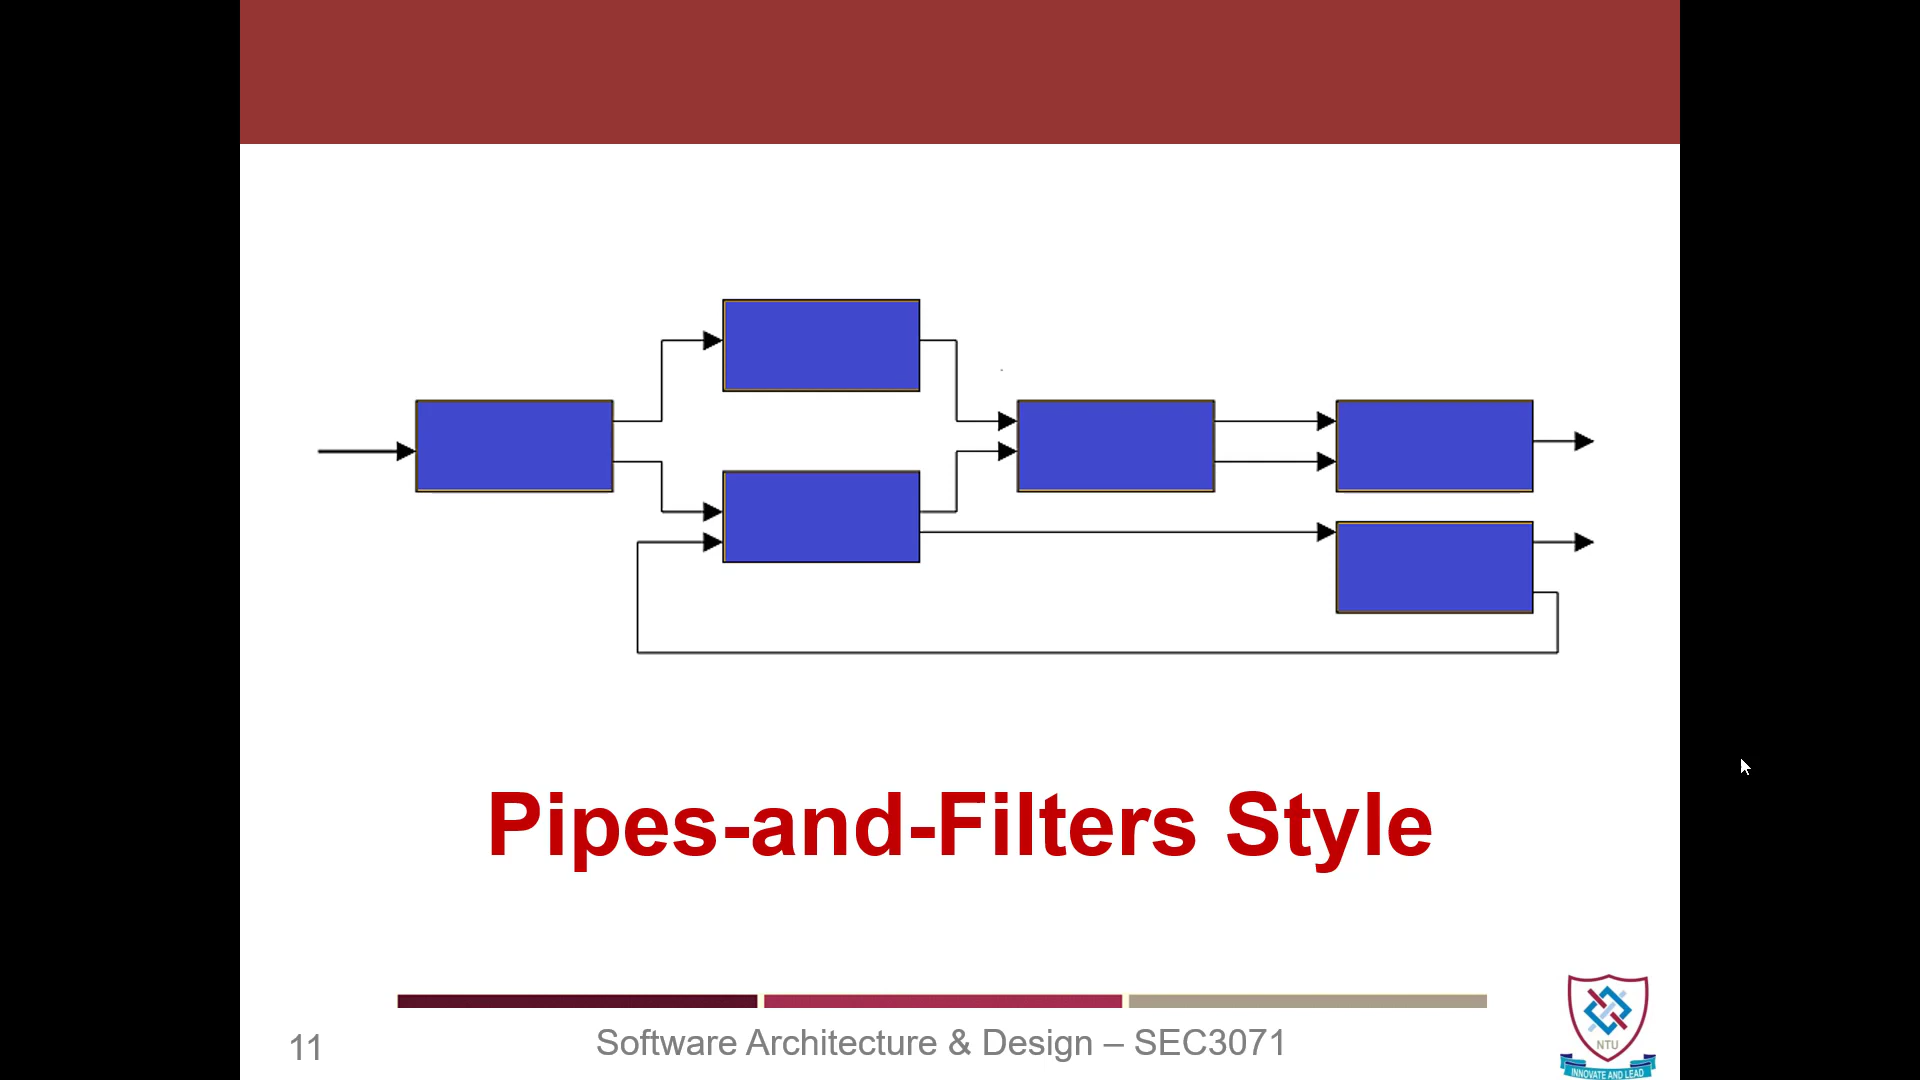 Pipes-and-Filters Style
11
Software Architecture & Design – SEC3071
NTU
INNOVATE AND LEAD